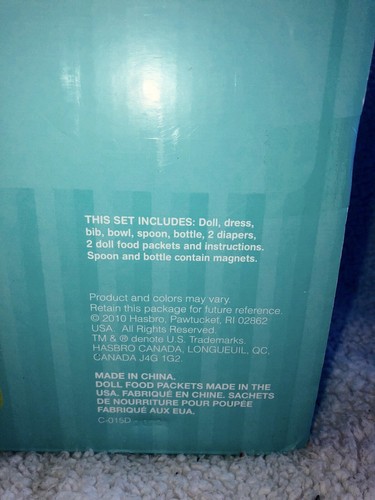 THIS SET INCLUDES: Doll, dress,
bib, bowl, spoon, bottle, 2 diapers,
2 doll food packets and instructions.
Spoon and bottle contain magnets.
Product and colors may vary.
Retain this package for future reference.
© 2010 Hasbro, Pawtucket, RI 02862
USA. All Rights Reserved.
TM & ® denote U.S. Trademarks.
HASBRO CANADA, LONGUEUIL, QC,
CANADA J4G 1G2.
MADE IN CHINA.
DOLL FOOD PACKETS MADE IN THE
USA. FABRIQUÉ EN CHINE. SACHETS
DE NOURRITURE POUR POUPÉE
FABRIQUÉ AUX EUA.
C-015D